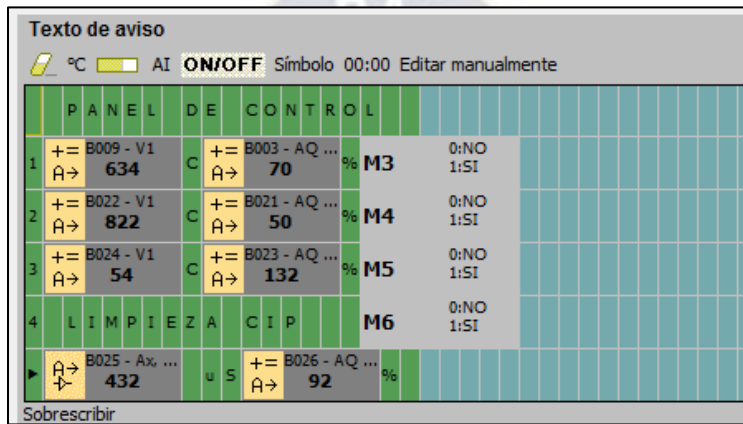 Texto de aviso
°C AI ON/OFF Símbolo 00:00 Editar manualmente
PANEL DE CONTROL
1 += A→ B009 - V1 634 C += A→ B003 - AQ ... 70 % M3 0:NO 1:SI
2 += A→ B022 - V1 822 C += A→ B021 - AQ ... 50 % M4 0:NO 1:SI
3 += A→ B024 - V1 54 C += A→ B023 - AQ ... 132 % M5 0:NO 1:SI
4 LIMPIEZA CIP M6 0:NO 1:SI
A→ B025 - Ax, ... 432 u S += A→ B026 - AQ ... 92 %
Sobrescribir